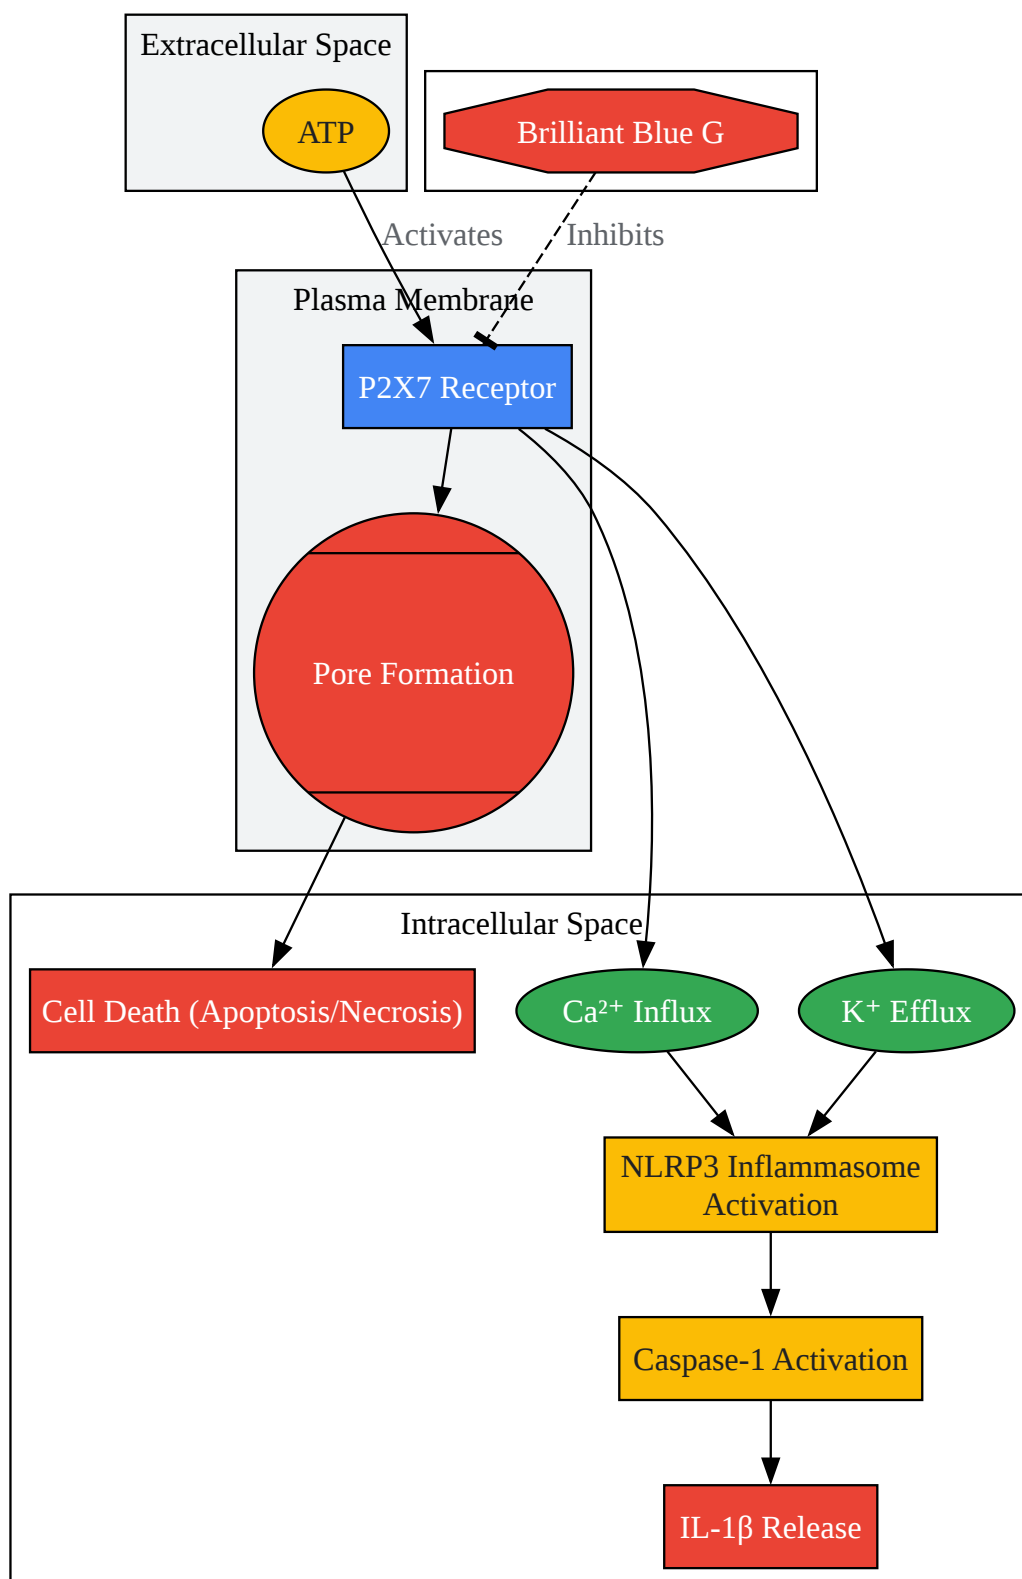 Extracellular Space
ATP
Brilliant Blue G
Activates
Inhibits
Plasma Membrane
P2X7 Receptor
Pore Formation
Intracellular Space
Cell Death (Apoptosis/Necrosis)
Ca²⁺ Influx
K⁺ Efflux
NLRP3 Inflammasome
Activation
Caspase-1 Activation
IL-1β Release